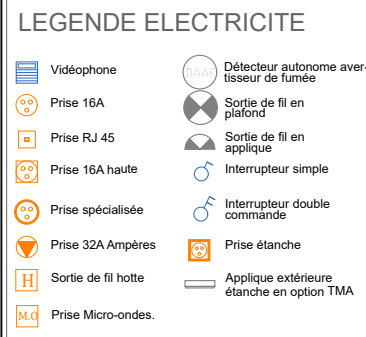 LEGENDE ELECTRICITE
Vidéophone
Prise 16A
Prise RJ 45
Prise 16A haute
Prise spécialisée
Prise 32A Ampères
H Sortie de fil hotte
M.O Prise Micro-ondes.
DAAF Détecteur autonome aver-
tisseur de fumée
Sortie de fil en
plafond
Sortie de fil en
applique
Interrupteur simple
Interrupteur double
commande
Prise étanche
Applique extérieure
étanche en option TMA